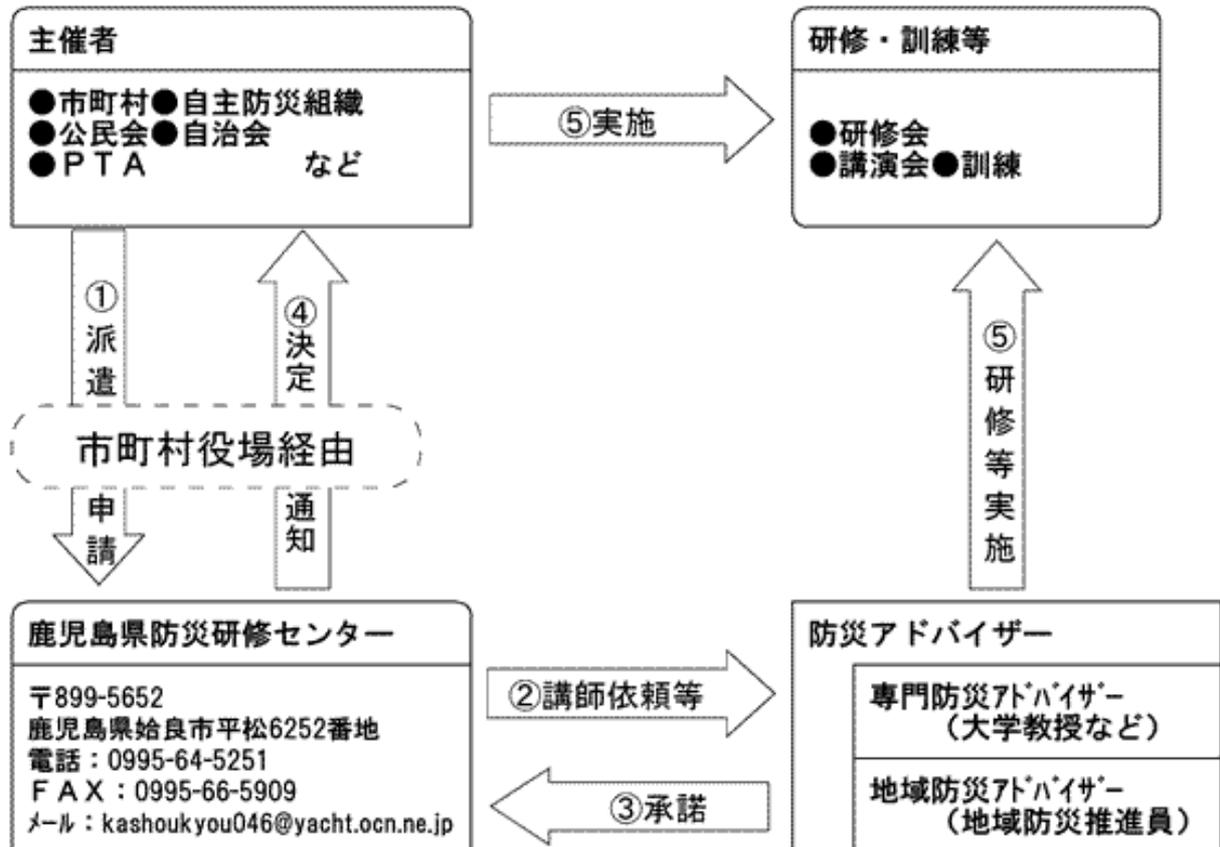 主催者
●市町村●自主防災組織
●公民会●自治会
●ＰＴＡ　　　　　など
⑤実施
研修・訓練等
●研修会
●講演会●訓練
①派遣申請
④決定通知
市町村役場経由
⑤研修等実施
鹿児島県防災研修センター
〒899-5652
鹿児島県姶良市平松6252番地
電話：0995-64-5251
ＦＡＸ：0995-66-5909
ﾒｰﾙ：kashoukyou046@yacht.ocn.ne.jp
②講師依頼等
③承諾
防災アドバイザー
専門防災ｱﾄﾞﾊﾞｲｻﾞｰ
（大学教授など）
地域防災ｱﾄﾞﾊﾞｲｻﾞｰ
（地域防災推進員）